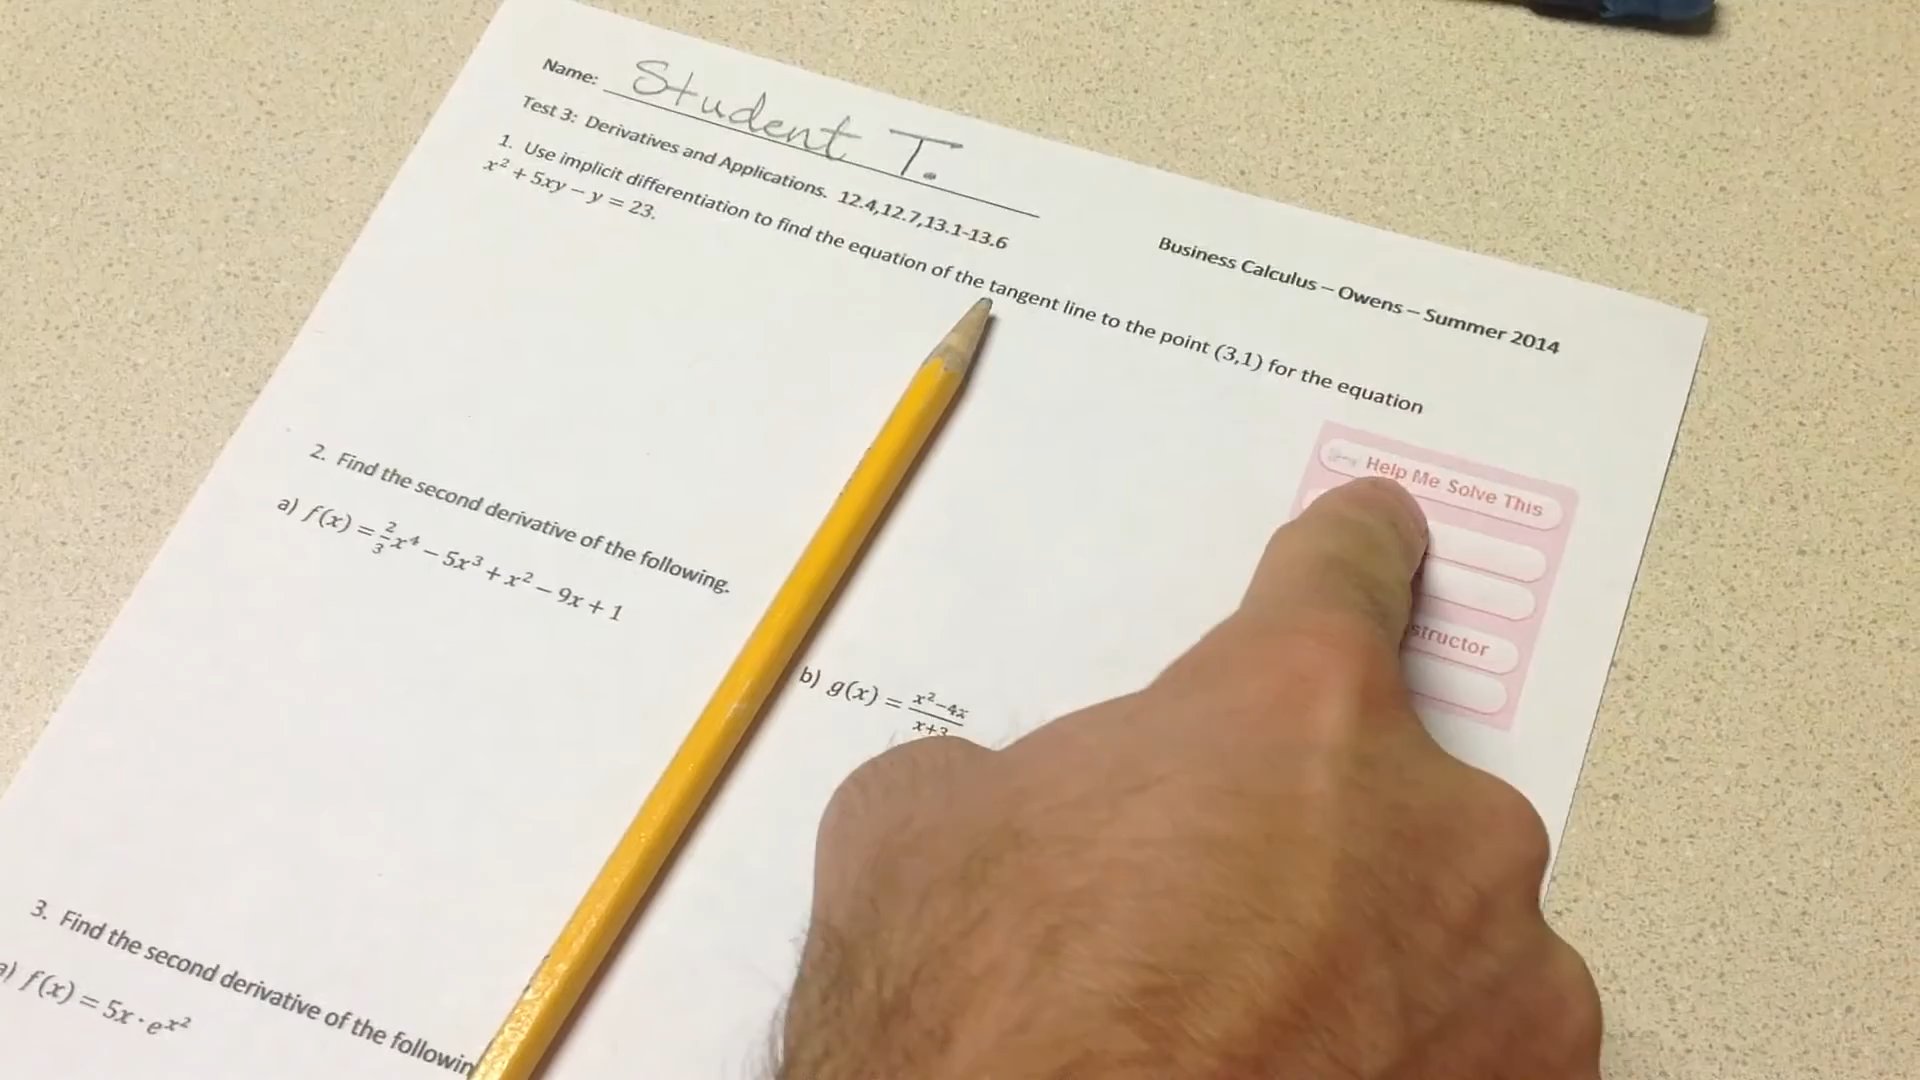 Name: Student T.
Test 3: Derivatives and Applications. 12.4,12.7,13.1-13.6
Business Calculus – Owens – Summer 2014
1. Use implicit differentiation to find the equation of the tangent line to the point (3,1) for the equation
x² + 5xy − y = 23.
Help Me Solve This
structor
2. Find the second derivative of the following.
a) f(x) = 2/3 x⁴ − 5x³ + x² − 9x + 1
b) g(x) = x²−4x / x+3
3. Find the second derivative of the followin
a) f(x) = 5x · e^x²